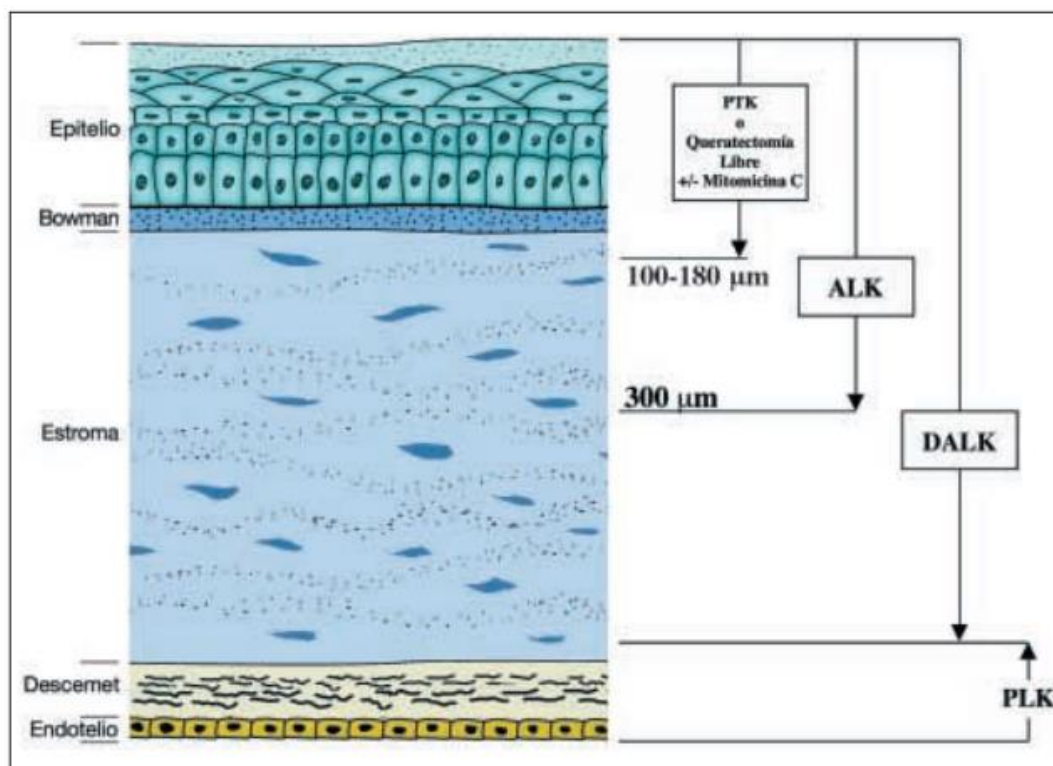 Epitelio
Bowman
Estroma
Descemet
Endotelio
PTK
o
Queratectomía
Libre
+/- Mitomicina C
100-180 μm
ALK
300 μm
DALK
PLK